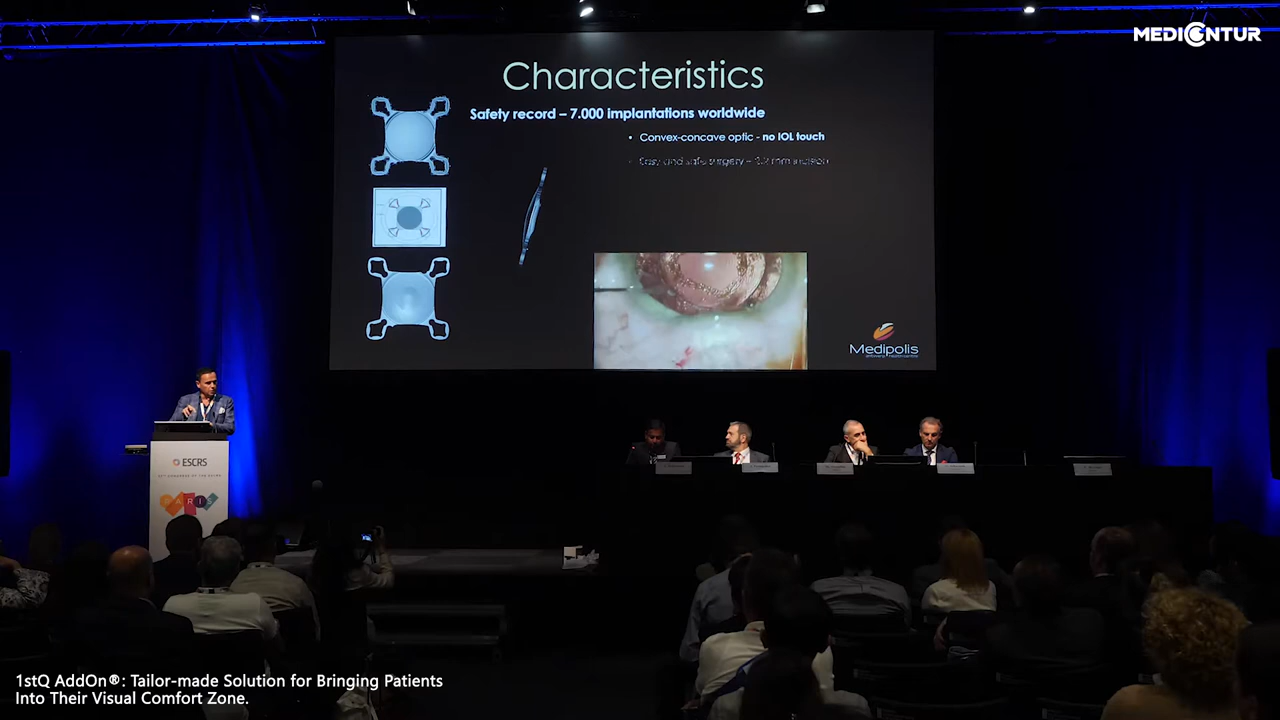 MEDICONTUR
Characteristics
Safety record – 7.000 implantations worldwide
• Convex-concave optic - no IOL touch
Medipolis
ESCRS
PARIS
1stQ AddOn®: Tailor-made Solution for Bringing Patients
Into Their Visual Comfort Zone.